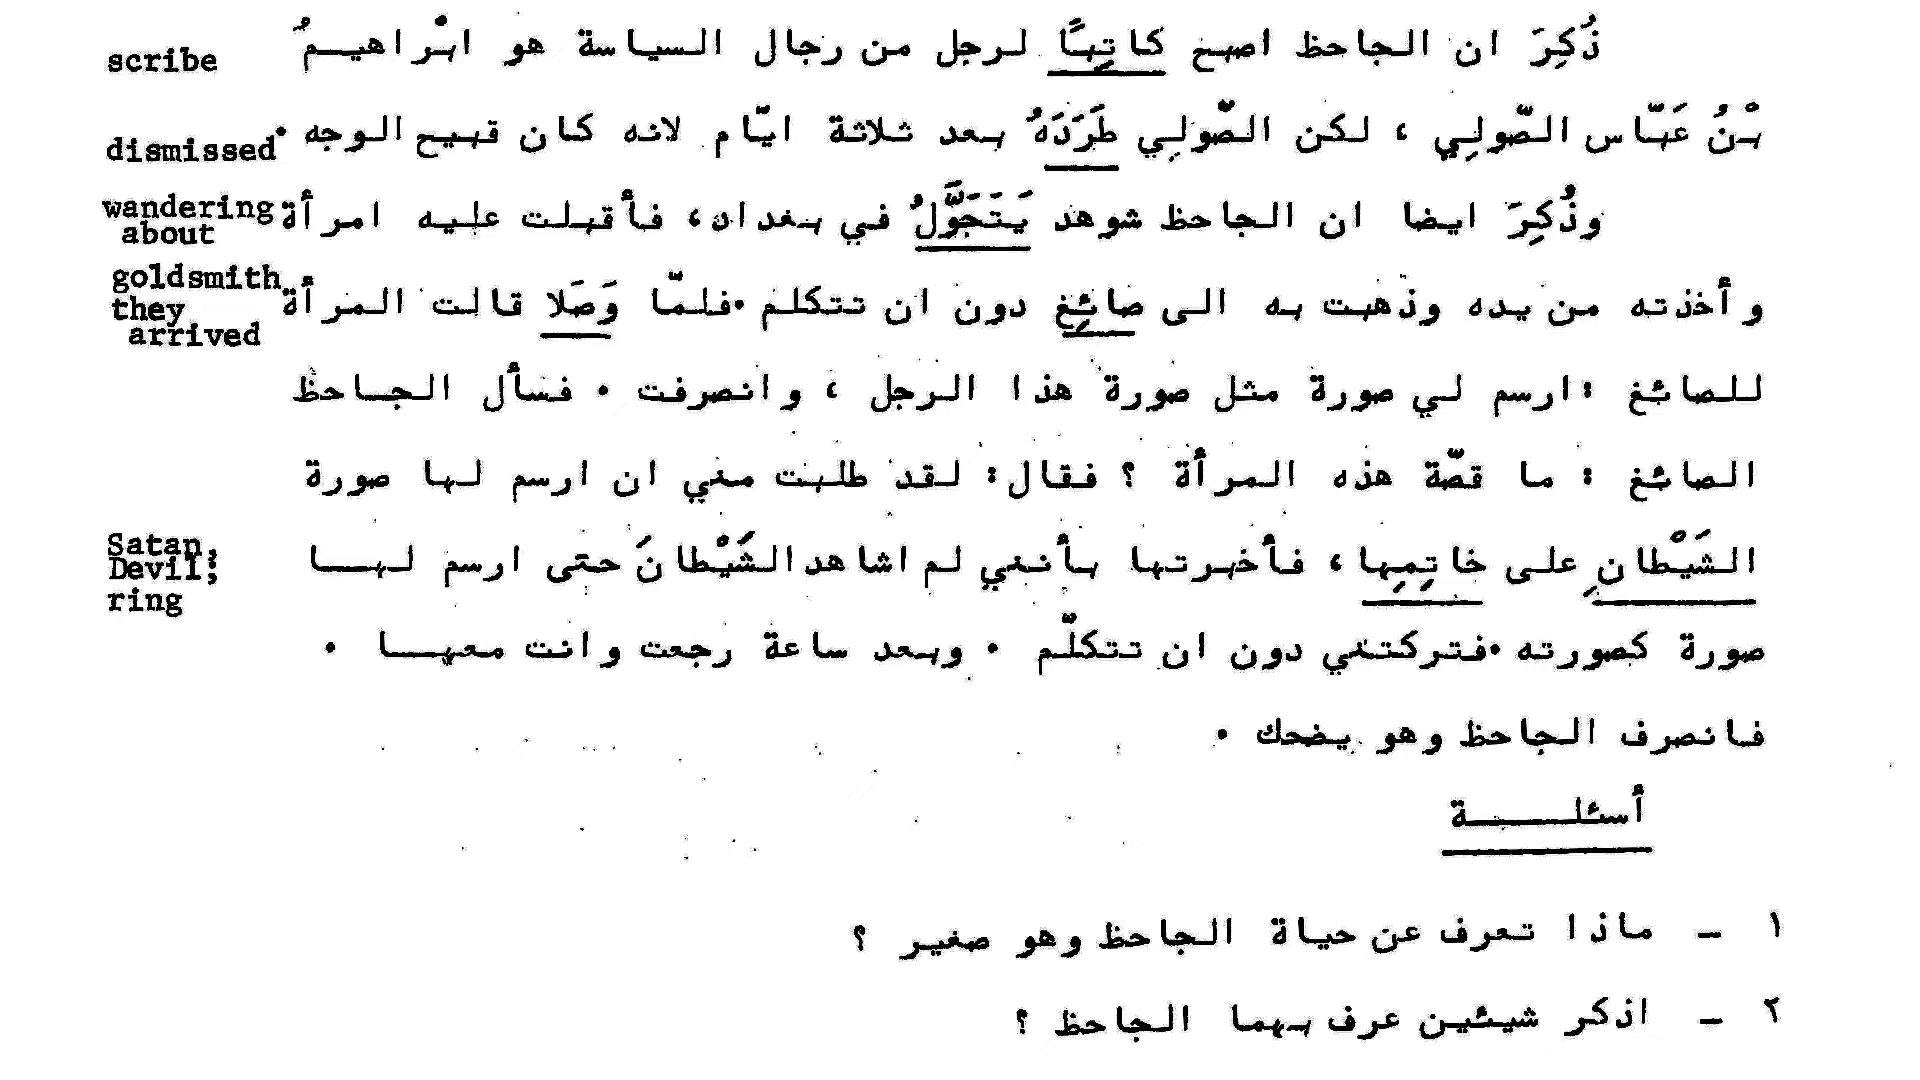 ذُكِرَ ان الجاحظ اصبح كاتِبًا لرجل من رجال السياسة هو ابْراهيـمُ
scribe
بْنُ عَبّاس الصّولِي ، لكن الصّولِي طَرَدَهُ بعد ثلاثة ايّام لانه كان قبيح الوجه .
dismissed
وذُكِرَ ايضا ان الجاحظ شوهد يَتَجَوَّلُ في بغداد، فأقبلت عليه امرأة
wandering
about
وأخذته من يده وذهبت به الى صائِغ دون ان تتكلم .فلمّا وَصَلا قالت المرأة
goldsmith
they
arrived
للصائغ :ارسم لي صورة مثل صورة هذا الرجل ، وانصرفت . فسأل الجـاحظ
الصائغ : ما قصّة هذه المرأة ؟ فقال: لقد طلبت مني ان ارسم لها صورة
الشَيْطانِ على خاتِمِها، فأخبرتها بأنني لم اشاهد الشَيْطانَ حتى ارسم لهـــا
Satan,
Devil;
ring
صورة كصورته .فتركتني دون ان تتكلّم . وبعد ساعة رجعت وانت معهـــا .
فانصرف الجاحظ وهو يضحك .
أسئلـــــة
١ ـ ماذا تعرف عن حياة الجاحظ وهو صغير ؟
٢ ـ اذكر شيئين عرف بهما الجاحظ ؟